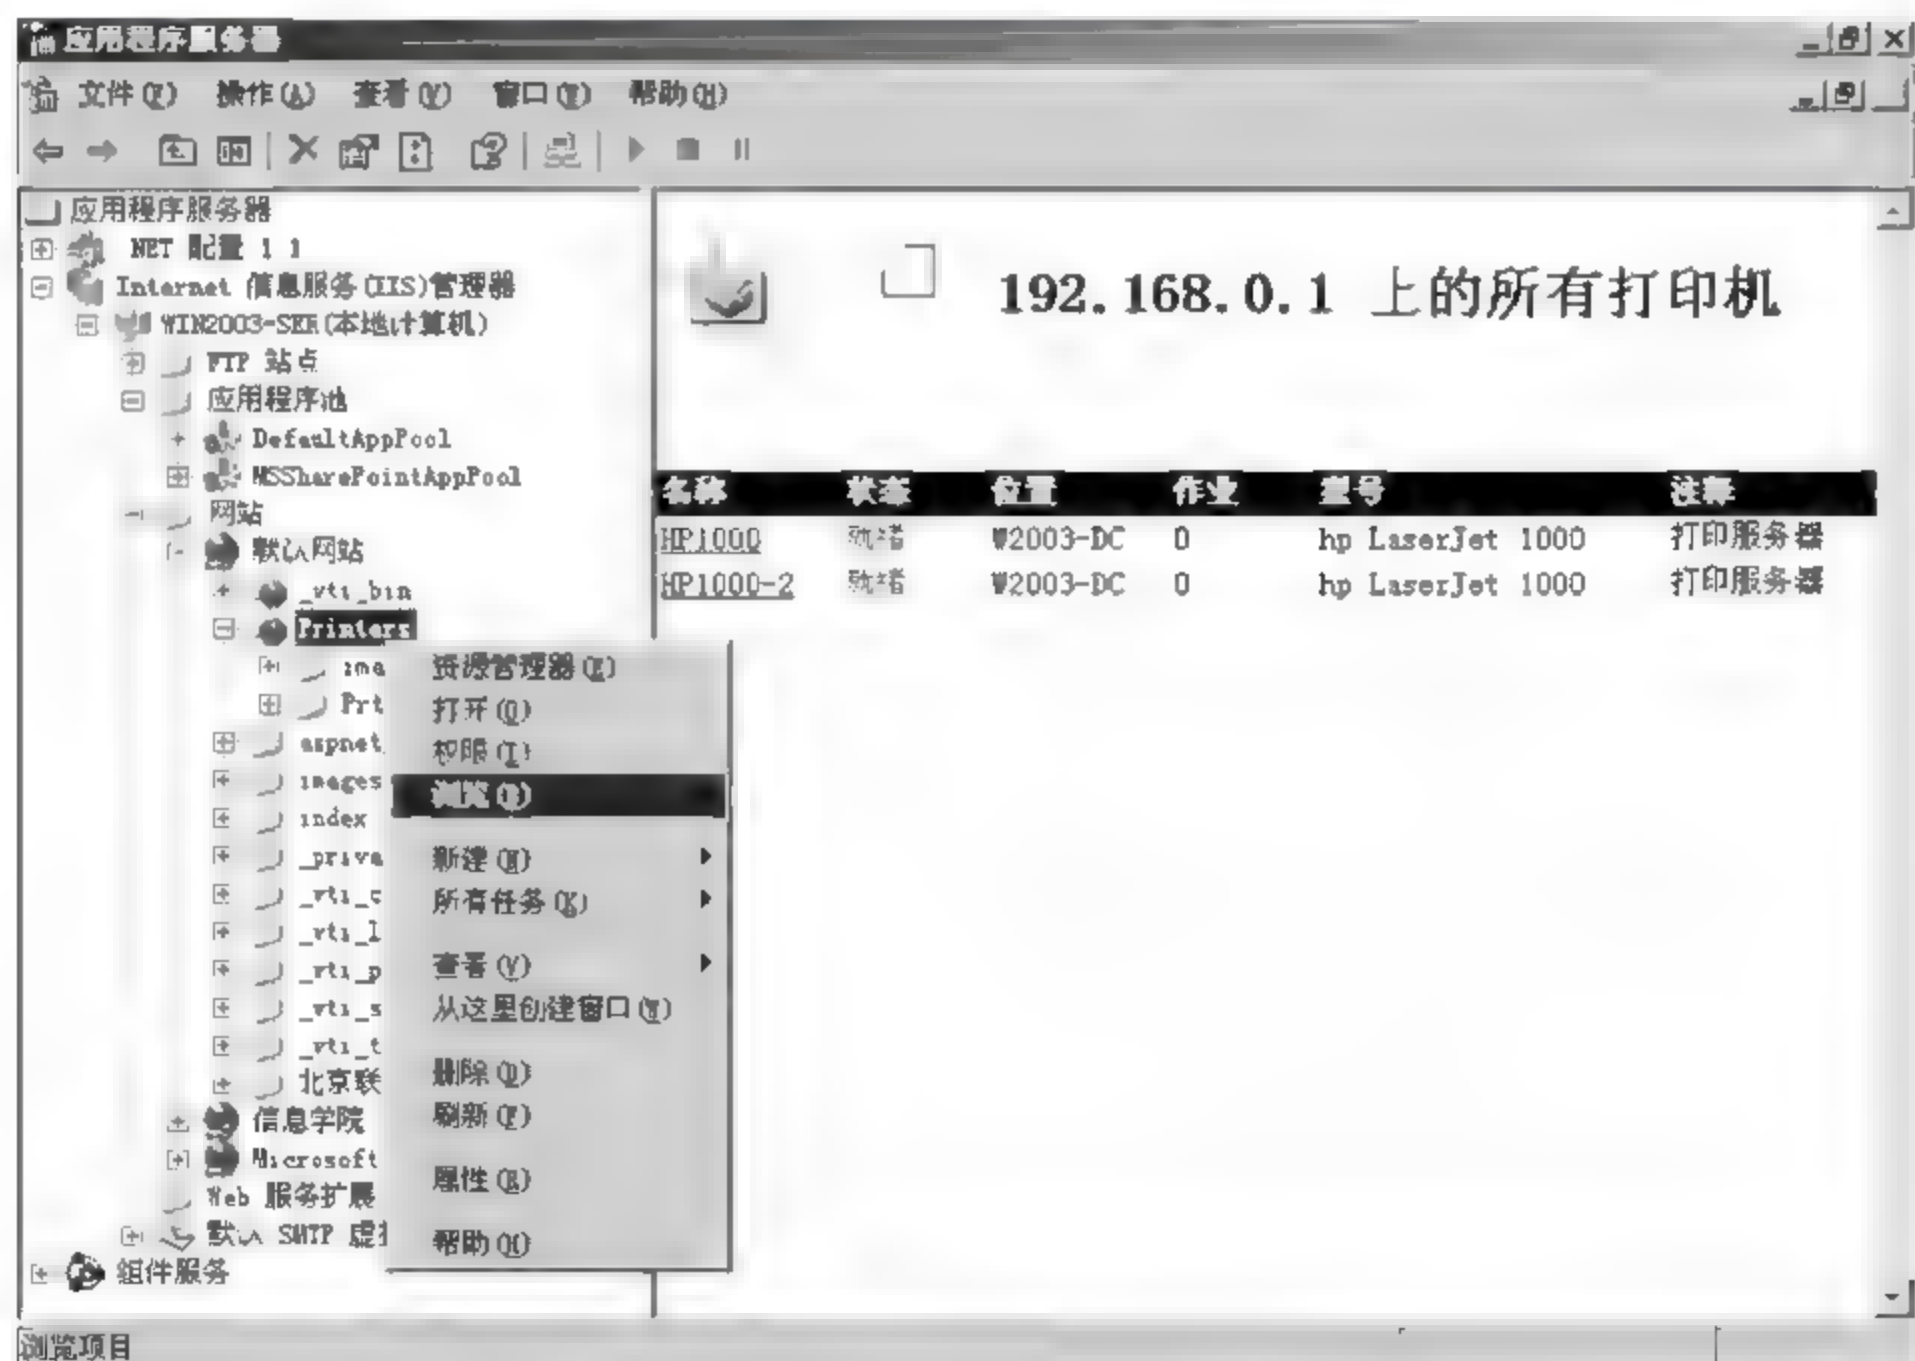 应用程序服务器
文件(F) 操作(A) 查看(V) 窗口(W) 帮助(H)
应用程序服务器
.NET 配置 1.1
Internet 信息服务(IIS)管理器
WIN2003-SER(本地计算机)
FTP 站点
应用程序池
DefaultAppPool
MSSharePointAppPool
网站
默认网站
_vti_bin
Printers
ima
Prt
aspnet
images
index
_priva
_vti_c
_vti_l
_vti_p
_vti_s
_vti_t
北京联
信息学院
Microsoft
Web 服务扩展
默认 SMTP 虚
组件服务
资源管理器(E)
打开(O)
权限(T)
浏览(B)
新建(N)
所有任务(K)
查看(V)
从这里创建窗口(W)
删除(D)
刷新(F)
属性(R)
帮助(H)
192.168.0.1 上的所有打印机
名称 状态 位置 作业 型号 注释
HP1000 就绪 W2003-DC 0 hp LaserJet 1000 打印服务器
HP1000-2 就绪 W2003-DC 0 hp LaserJet 1000 打印服务器
浏览项目